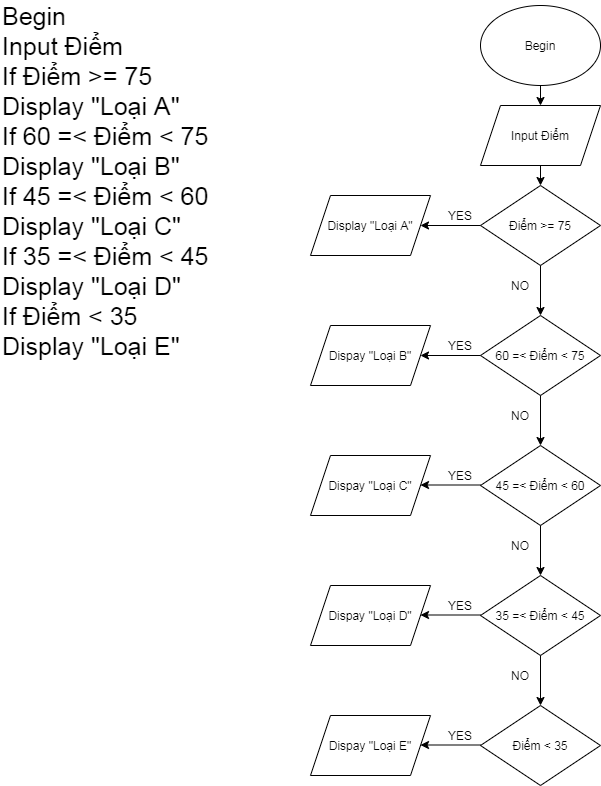 Begin
Input Điểm
If Điểm >= 75
Display "Loại A"
If 60 =< Điểm < 75
Display "Loại B"
If 45 =< Điểm < 60
Display "Loại C"
If 35 =< Điểm < 45
Display "Loại D"
If Điểm < 35
Display "Loại E"
Begin
Input Điểm
Điểm >= 75
YES
Display "Loại A"
NO
60 =< Điểm < 75
YES
Dispay "Loại B"
NO
45 =< Điểm < 60
YES
Dispay "Loại C"
NO
35 =< Điểm < 45
YES
Dispay "Loại D"
NO
Điểm < 35
YES
Dispay "Loại E"